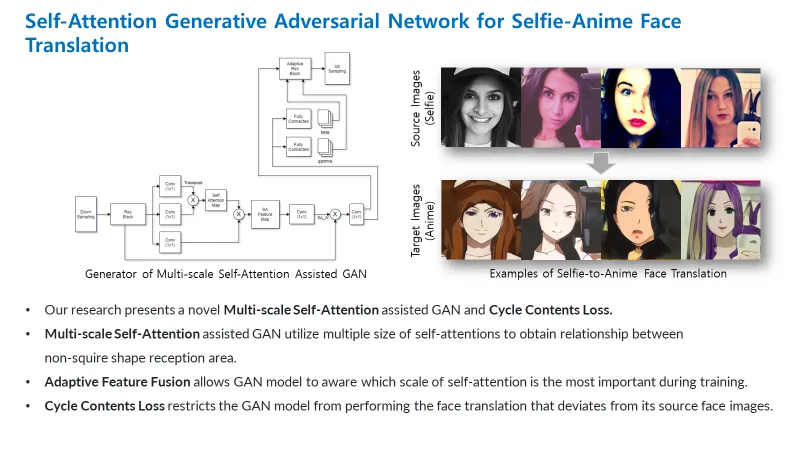 Self-Attention Generative Adversarial Network for Selfie-Anime Face
Translation
Adaptive
Res
Block
Up
Sampling
Fully
Connected
beta
Fully
Connected
gamma
Down
Sampling
Res
Block
Conv
(1x1)
Transpose
Conv
(1x1)
Conv
(1x1)
X
Self
Attention
Map
X
SA
Feature
Map
Conv
(1x1)
X
Conv
(1x1)
Generator of Multi-scale Self-Attention Assisted GAN
Source Images
(Selfie)
Target Images
(Anime)
Examples of Selfie-to-Anime Face Translation
• Our research presents a novel Multi-scale Self-Attention assisted GAN and Cycle Contents Loss.
• Multi-scale Self-Attention assisted GAN utilize multiple size of self-attentions to obtain relationship between
non-squire shape reception area.
• Adaptive Feature Fusion allows GAN model to aware which scale of self-attention is the most important during training.
• Cycle Contents Loss restricts the GAN model from performing the face translation that deviates from its source face images.